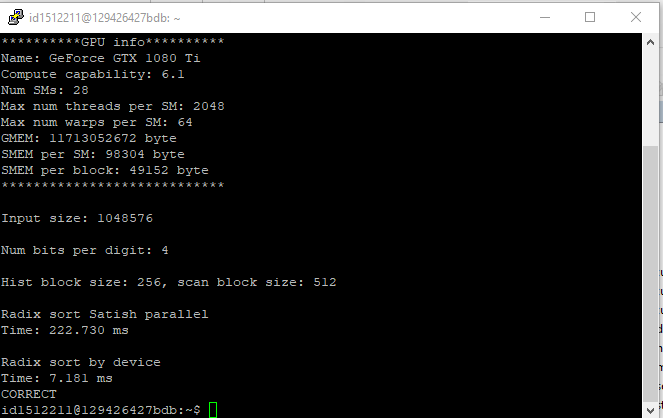 id1512211@129426427bdb: ~
**********GPU info**********
Name: GeForce GTX 1080 Ti
Compute capability: 6.1
Num SMs: 28
Max num threads per SM: 2048
Max num warps per SM: 64
GMEM: 11713052672 byte
SMEM per SM: 98304 byte
SMEM per block: 49152 byte
****************************
Input size: 1048576
Num bits per digit: 4
Hist block size: 256, scan block size: 512
Radix sort Satish parallel
Time: 222.730 ms
Radix sort by device
Time: 7.181 ms
CORRECT
id1512211@129426427bdb:~$